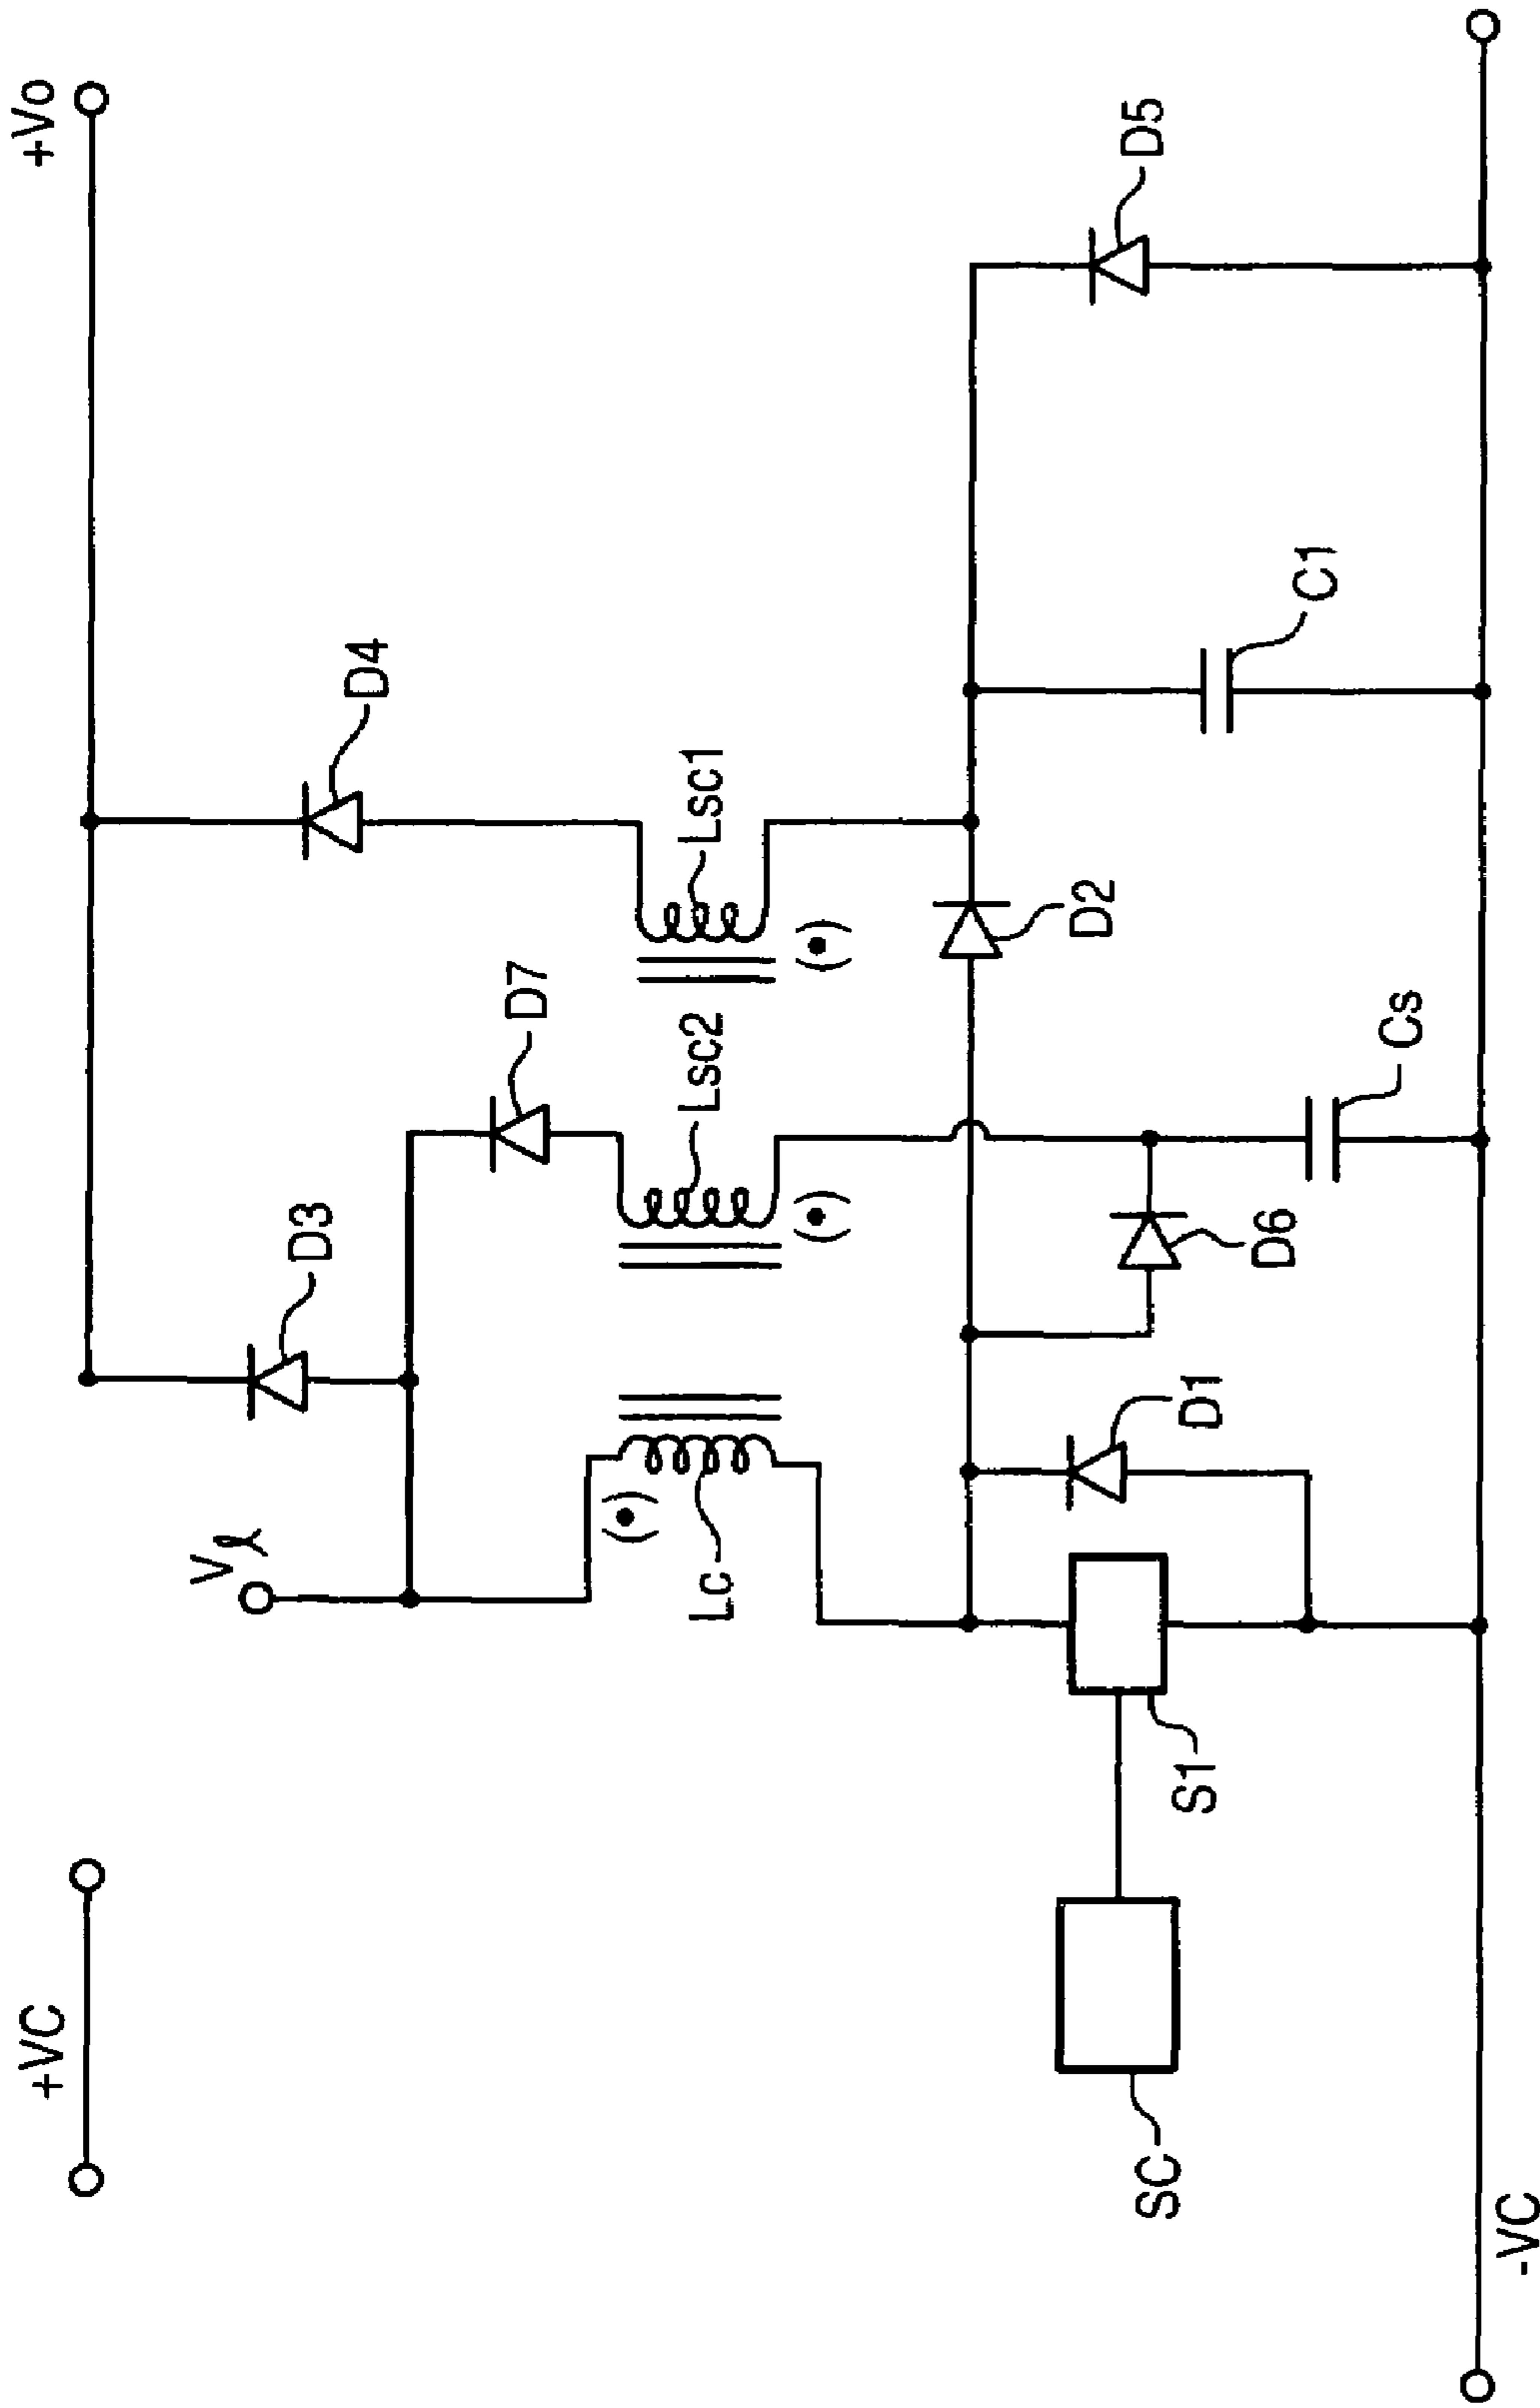 +VC
+Vo
Vℓ
D3
D4
D7
Lc
Lsc2
Lsc1
(•)
(•)
(•)
D2
D5
SC
S1
D1
D6
Cs
C1
-VC